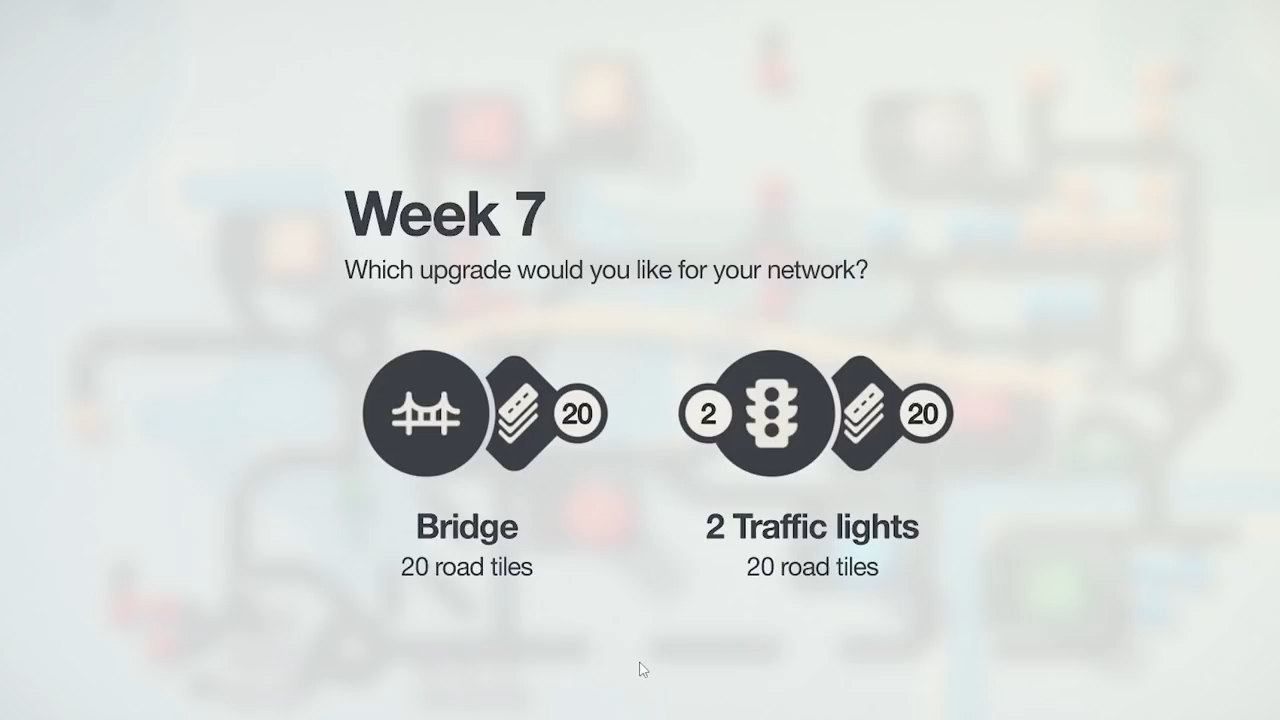 Week 7
Which upgrade would you like for your network?
20
2
20
Bridge
2 Traffic lights
20 road tiles
20 road tiles